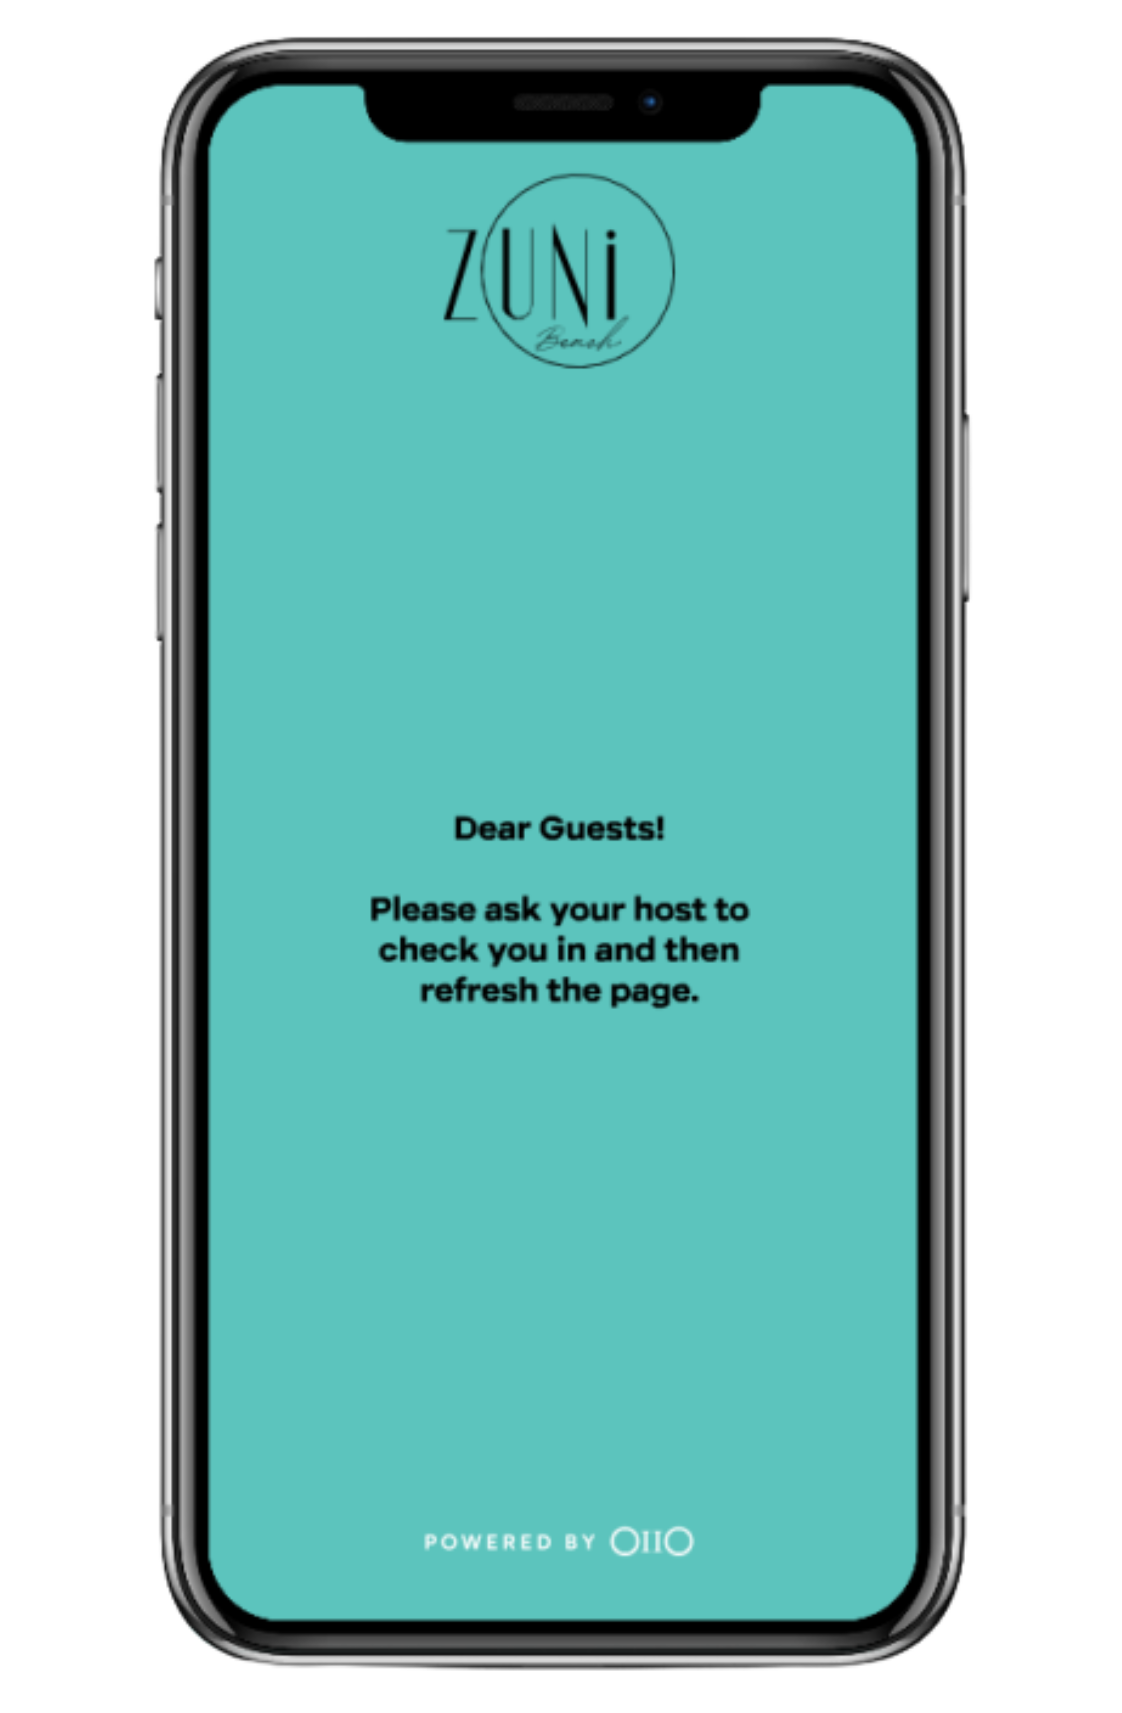 ZUNi
Beach
Dear Guests!
Please ask your host to
check you in and then
refresh the page.
POWERED BY OIIO